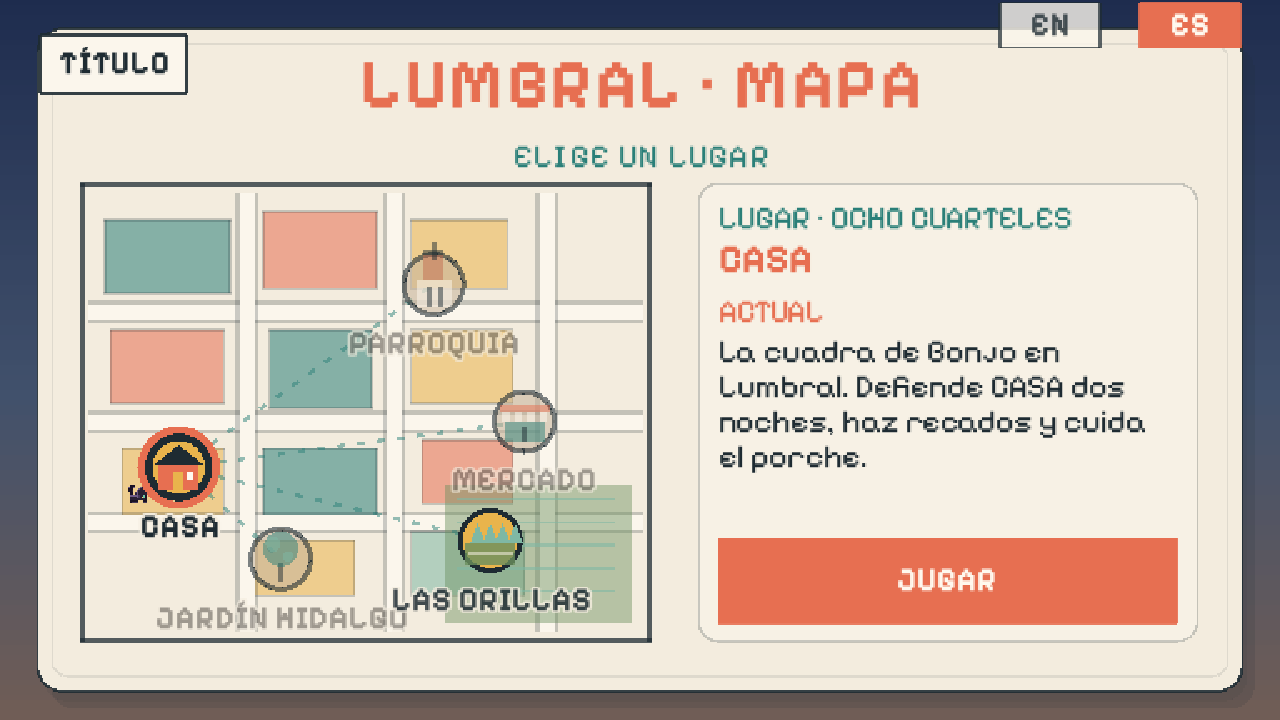 EN
ES
TÍTULO
LUMBRAL · MAPA
ELIGE UN LUGAR
PARROQUIA
MERCADO
CASA
LAS ORILLAS
JARDÍN HIDALGO
LUGAR · OCHO CUARTELES
CASA
ACTUAL
La cuadra de Bonjo en
Lumbral. Defiende CASA dos
noches, haz recados y cuida
el porche.
JUGAR